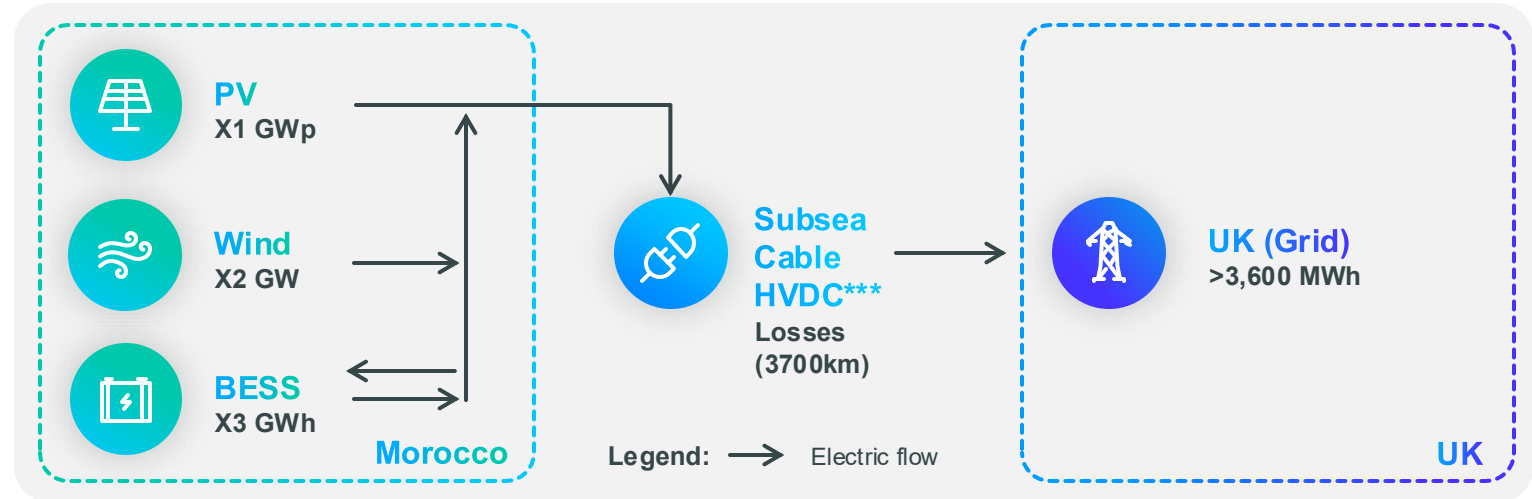 PV
X1 GWp
Wind
X2 GW
BESS
X3 GWh
Morocco
Subsea
Cable
HVDC***
Losses
(3700km)
Legend:
Electric flow
UK (Grid)
>3,600 MWh
UK